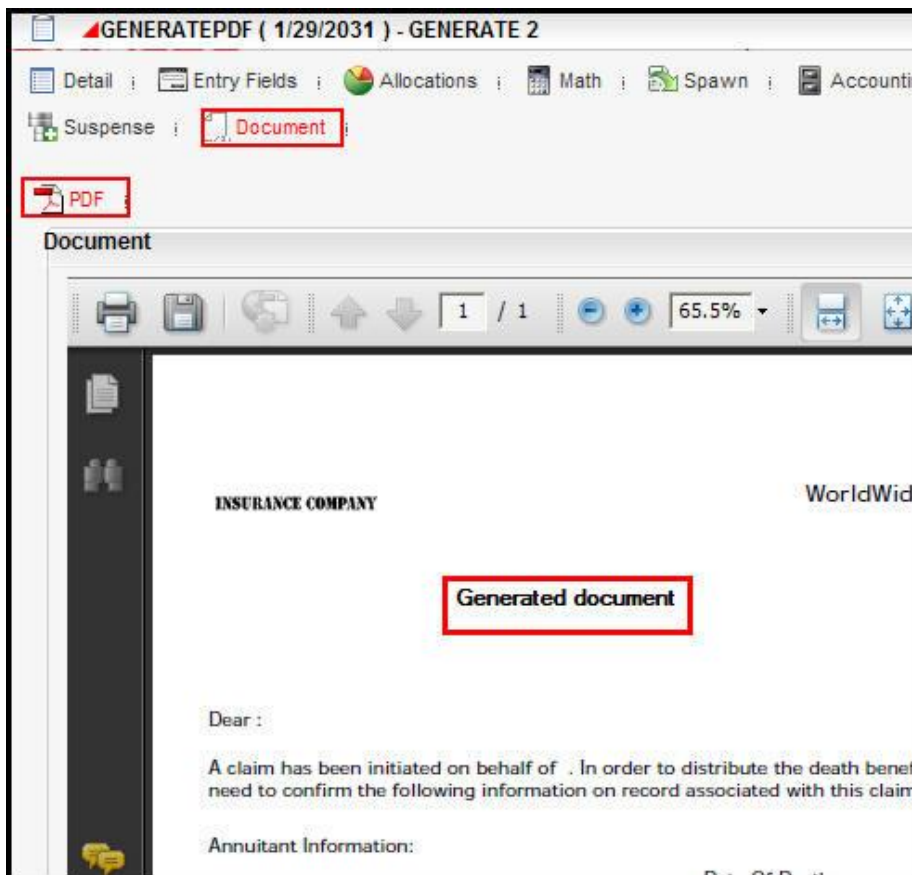 GENERATEPDF ( 1/29/2031 ) - GENERATE 2
Detail Entry Fields Allocations Math Spawn Accounti
Suspense Document
PDF
Document
1 / 1 65.5%
INSURANCE COMPANY WorldWid
Generated document
Dear :
A claim has been initiated on behalf of . In order to distribute the death benef
need to confirm the following information on record associated with this claim
Annuitant Information: